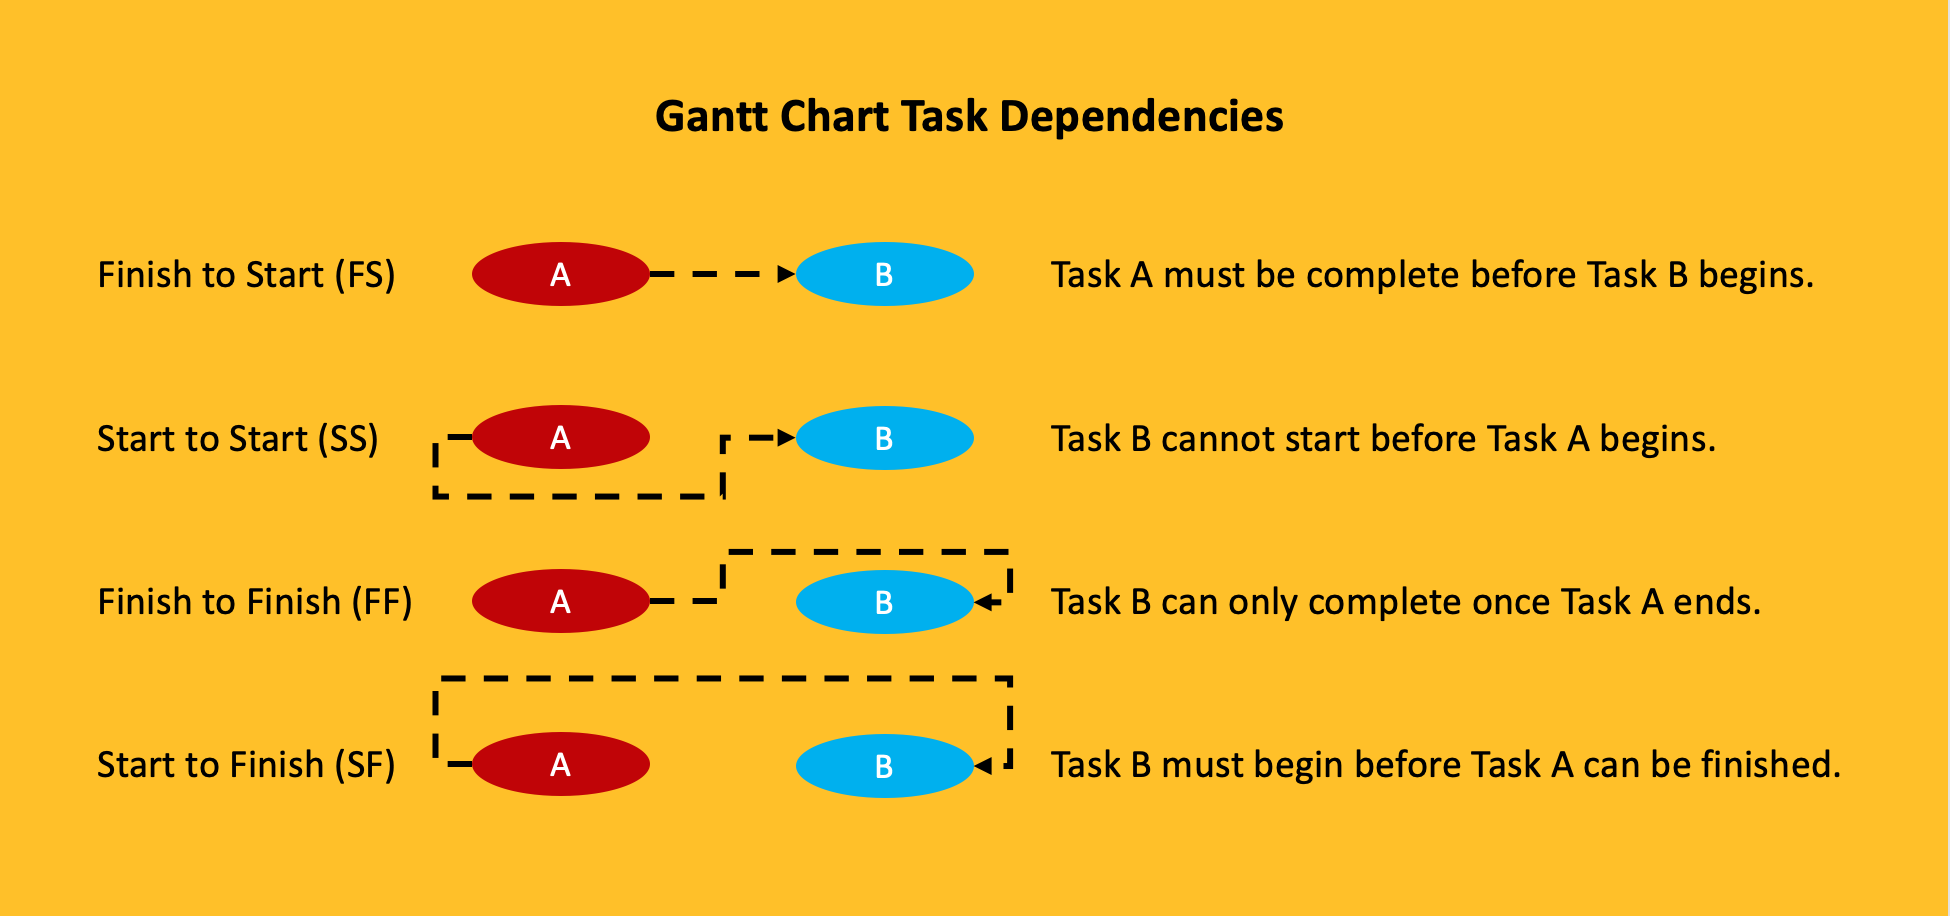 Gantt Chart Task Dependencies
Finish to Start (FS) A B Task A must be complete before Task B begins.
Start to Start (SS) A B Task B cannot start before Task A begins.
Finish to Finish (FF) A B Task B can only complete once Task A ends.
Start to Finish (SF) A B Task B must begin before Task A can be finished.